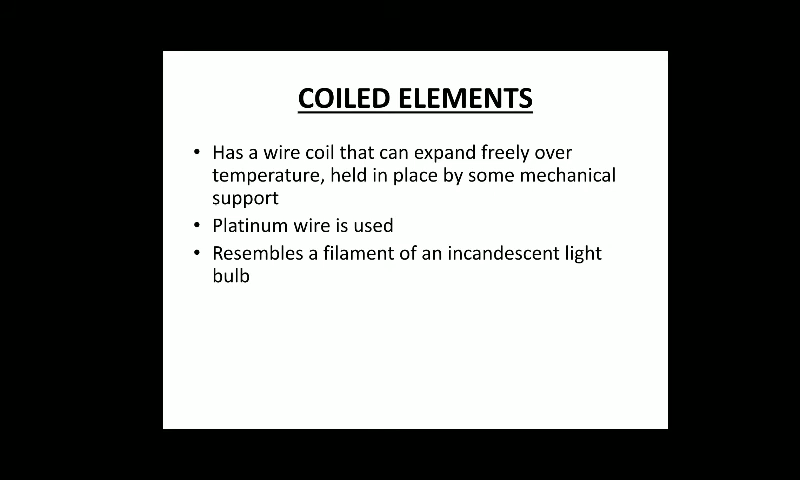 COILED ELEMENTS
• Has a wire coil that can expand freely over
temperature, held in place by some mechanical
support
• Platinum wire is used
• Resembles a filament of an incandescent light
bulb